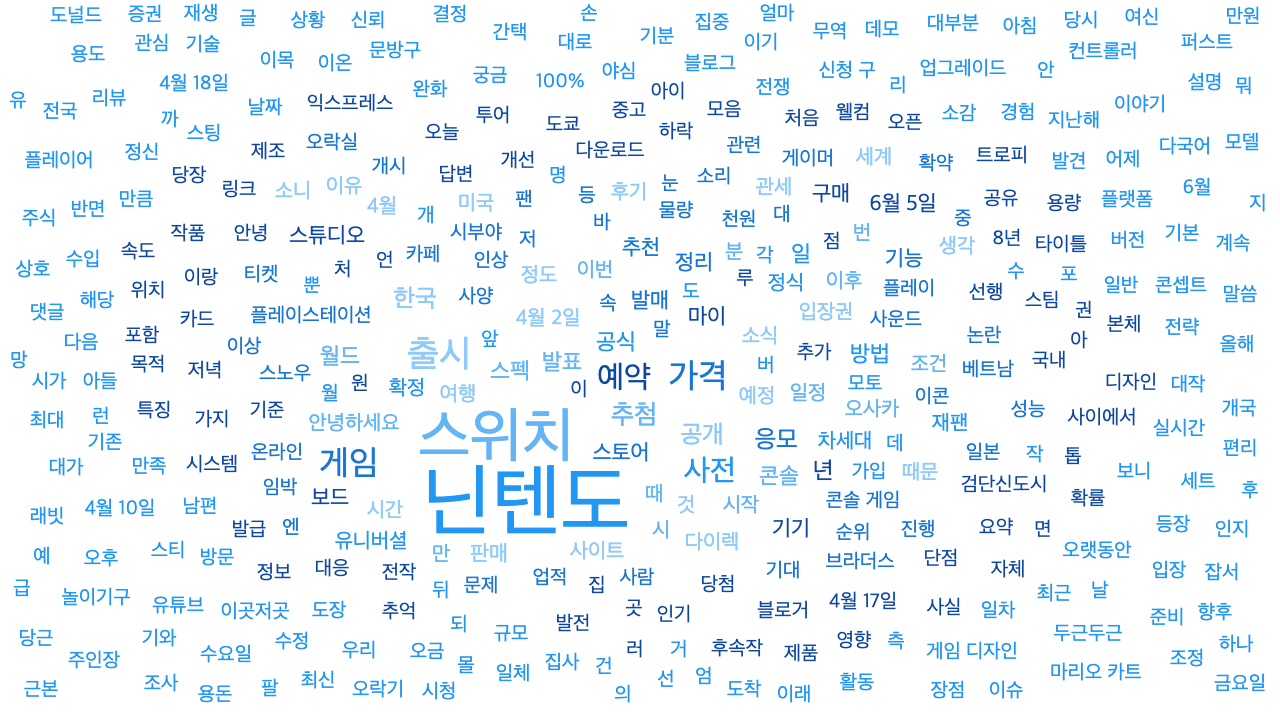 도널드 증권 재생 글 상황 신뢰 결정 간택 손 대로 기분 집중 얼마 이기 무역 데모 대부분 아침 당시 여신 만원
용도 관심 기술 이목 이온 문방구 궁금 100% 야심 블로그 전쟁 신청 구 리 업그레이드 안 컨트롤러 퍼스트
유 전국 리뷰 4월 18일 까 스팅 날짜 익스프레스 완화 투어 도쿄 중고 아이 모음 처음 웰컴 오픈 소감 경험 지난해 이야기 설명 뭐
플레이어 정신 당장 제조 오락실 오늘 개시 답변 개선 다운로드 하락 관련 게이머 세계 확약 트로피 발견 어제 다국어 모델
주식 반면 만큼 링크 소니 이유 4월 개 미국 팬 명 등 후기 눈 소리 물량 관세 구매 6월 5일 중 공유 용량 플랫폼 6월 지
상호 수입 속도 작품 안녕 스튜디오 언 카페 시부야 저 바 추천 천원 대 점 번 생각 8년 타이틀 버전 기본 계속
댓글 해당 위치 이랑 티켓 뿐 처 한국 사양 인상 정도 이번 정리 분 각 일 기능 수 포 일반 콘셉트 말씀
다음 포함 카드 플레이스테이션 출시 앞 4월 2일 속 발매 도 루 정식 이후 플레이 선행 스팀 권 본체 전략 올해
망 시가 아들 목적 저녁 이상 스노우 월드 월 원 확정 여행 스펙 발표 공식 말 마이 소식 입장권 사운드 논란 아 국내 디자인 대작
최대 런 특징 가지 기준 안녕하세요 이 예약 가격 버 추가 방법 조건 베트남 예정 일정 모토 이콘 성능 사이에서 개국
기존 스위치 추첨 공개 응모 오사카 차세대 데 재팬 일본 작 톱 실시간 편리
대가 만족 시스템 온라인 게임 스토어 사전 콘솔 년 가입 때문 검단신도시 보니 세트 후
래빗 4월 10일 남편 임박 보드 시간 닌텐도 때 것 시작 콘솔 게임 확률
예 오후 스티 방문 발급 엔 유니버셜 만 판매 사이트 시 다이렉 기기 순위 진행 요약 면 오랫동안 등장 인지
급 놀이기구 유튜브 이곳저곳 정보 대응 전작 뒤 문제 업적 집 사람 당첨 기대 브라더스 단점 자체 최근 날 입장 잡서
당근 기와 수정 도장 추억 되 규모 발전 곳 인기 블로거 4월 17일 사실 일차 두근두근 준비 향후
주인장 수요일 우리 오금 몰 일체 집사 건 러 거 후속작 제품 영향 측 게임 디자인 마리오 카트 조정 하나
근본 조사 용돈 팔 최신 오락기 시청 의 선 엄 도착 이래 활동 장점 이슈 금요일